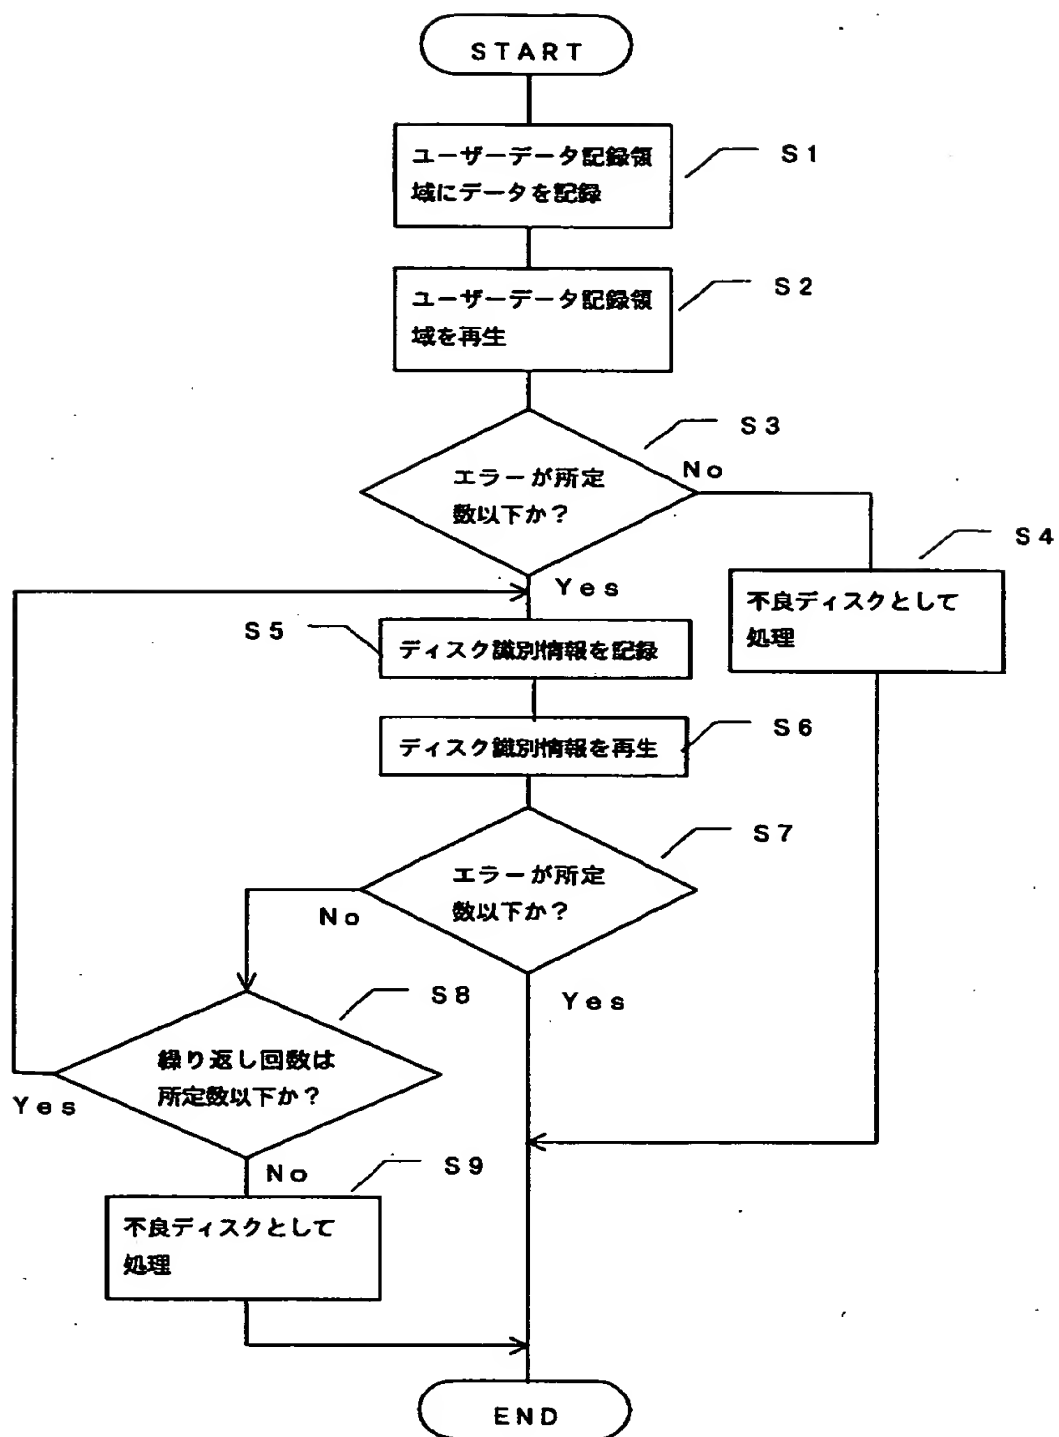 START
ユーザーデータ記録領
域にデータを記録
S1
ユーザーデータ記録領
域を再生
S2
エラーが所定
数以下か？
S3
No
Yes
不良ディスクとして
処理
S4
S5
ディスク識別情報を記録
ディスク識別情報を再生
S6
エラーが所定
数以下か？
S7
No
Yes
繰り返し回数は
所定数以下か？
S8
Yes
No
不良ディスクとして
処理
S9
END